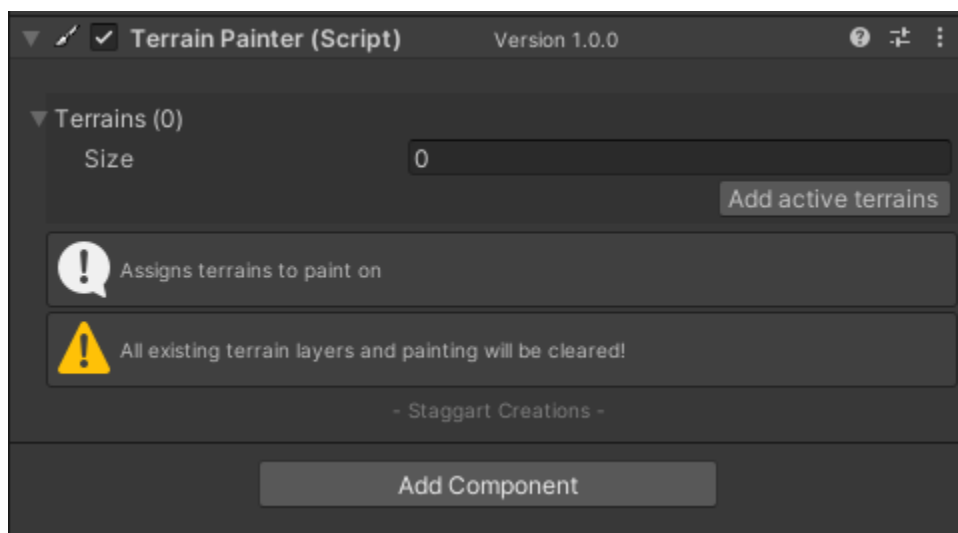 Terrain Painter (Script) Version 1.0.0
Terrains (0)
Size 0
Add active terrains
Assigns terrains to paint on
All existing terrain layers and painting will be cleared!
- Staggart Creations -
Add Component